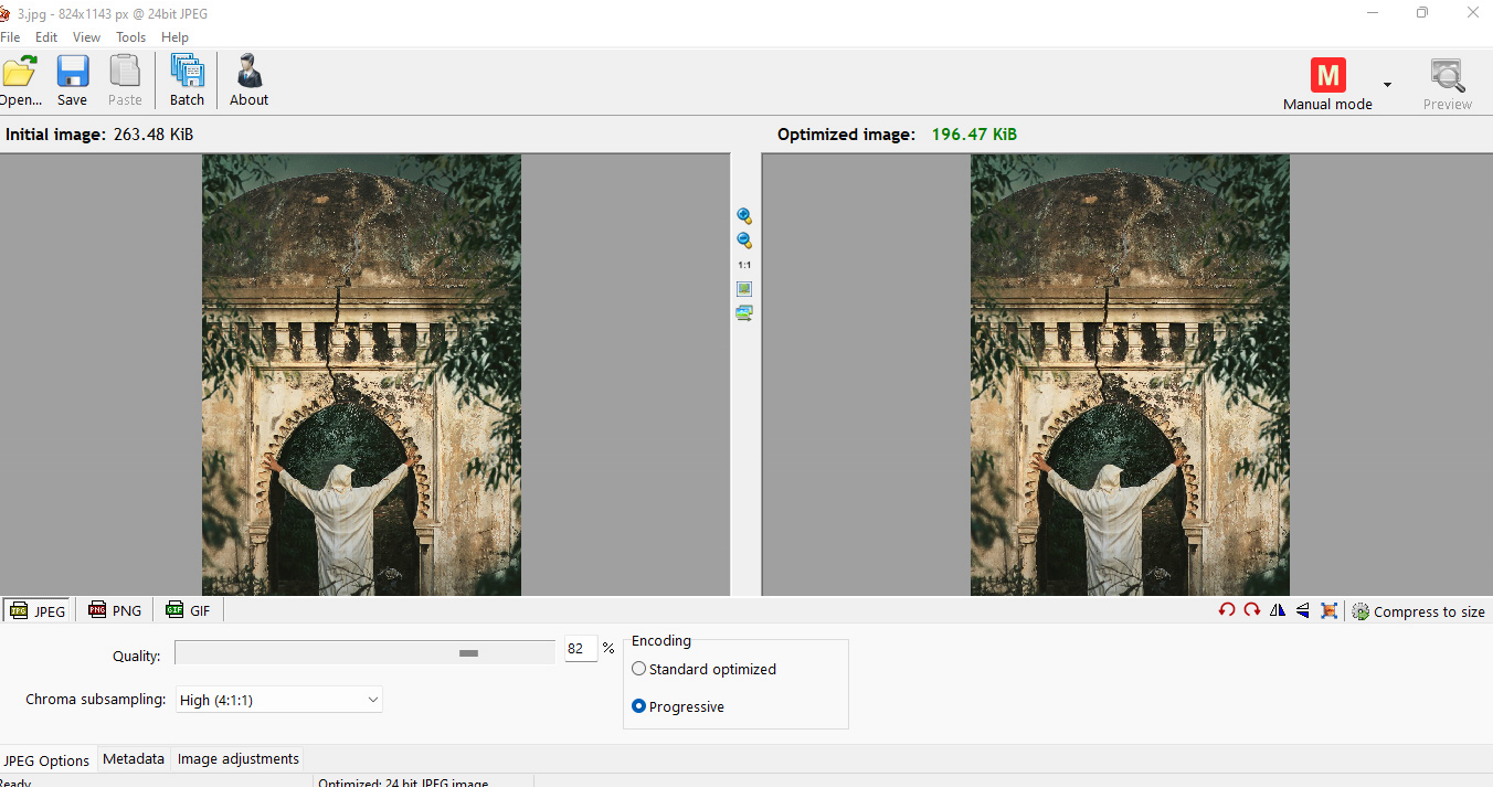 3.jpg - 824x1143 px @ 24bit JPEG
File Edit View Tools Help
Open... Save Paste Batch About Manual mode Preview
Initial image: 263.48 KiB Optimized image: 196.47 KiB
1:1
JPEG PNG GIF Compress to size
Quality: 82 %
Encoding
Standard optimized
Chroma subsampling: High (4:1:1)
Progressive
JPEG Options Metadata Image adjustments
Ready Optimized: 24 bit JPEG image